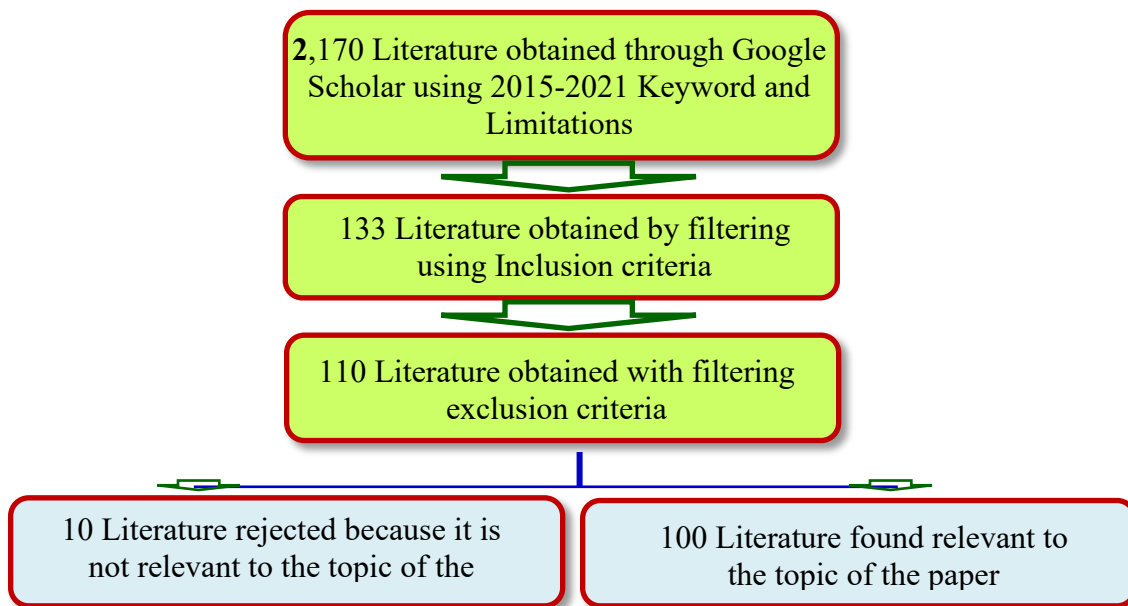 2,170 Literature obtained through Google
Scholar using 2015-2021 Keyword and
Limitations
133 Literature obtained by filtering
using Inclusion criteria
110 Literature obtained with filtering
exclusion criteria
10 Literature rejected because it is
not relevant to the topic of the
100 Literature found relevant to
the topic of the paper